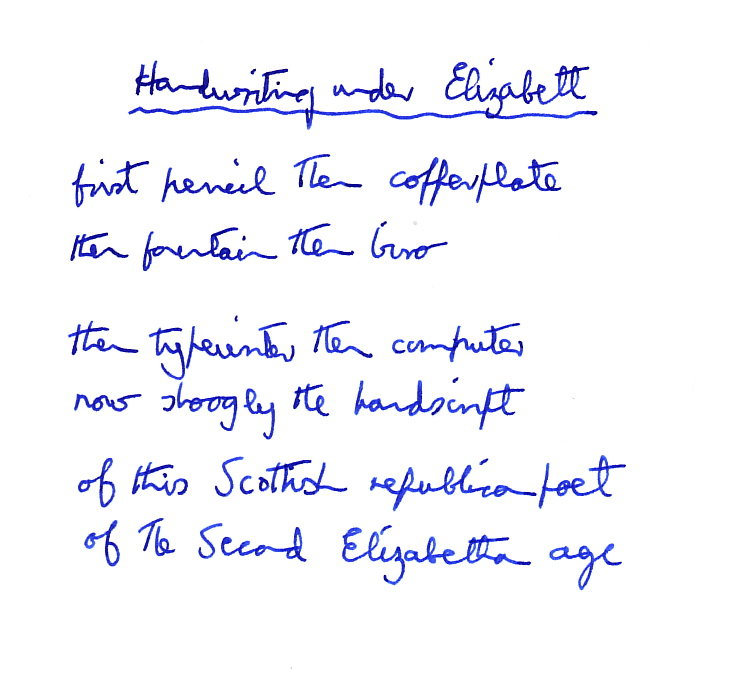 Handwriting under Elizabeth
first pencil then copperplate
then fountain then biro
then typewriter then computer
now shoogly the handscript
of this Scottish republican poet
of the Second Elizabethan age